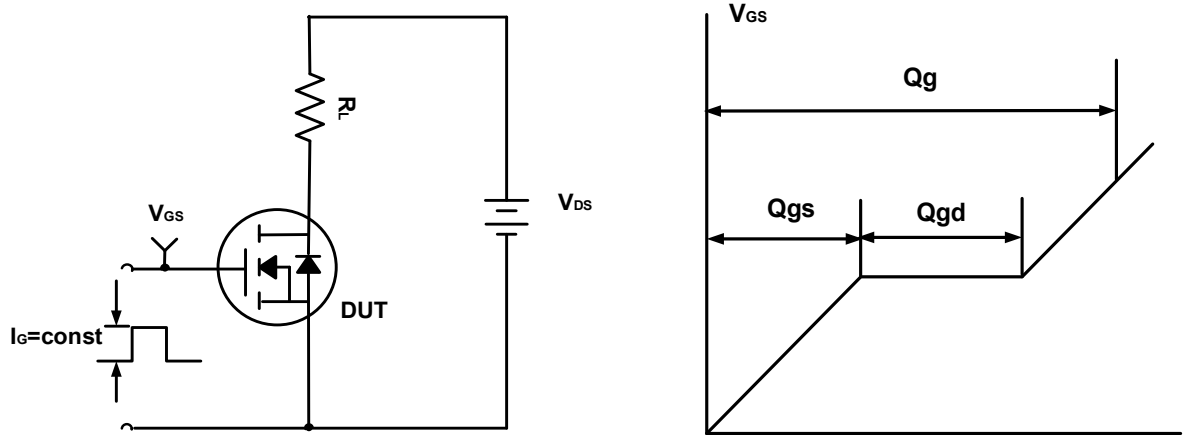 RL
VGS
VDS
DUT
IG=const
VGS
Qg
Qgs
Qgd